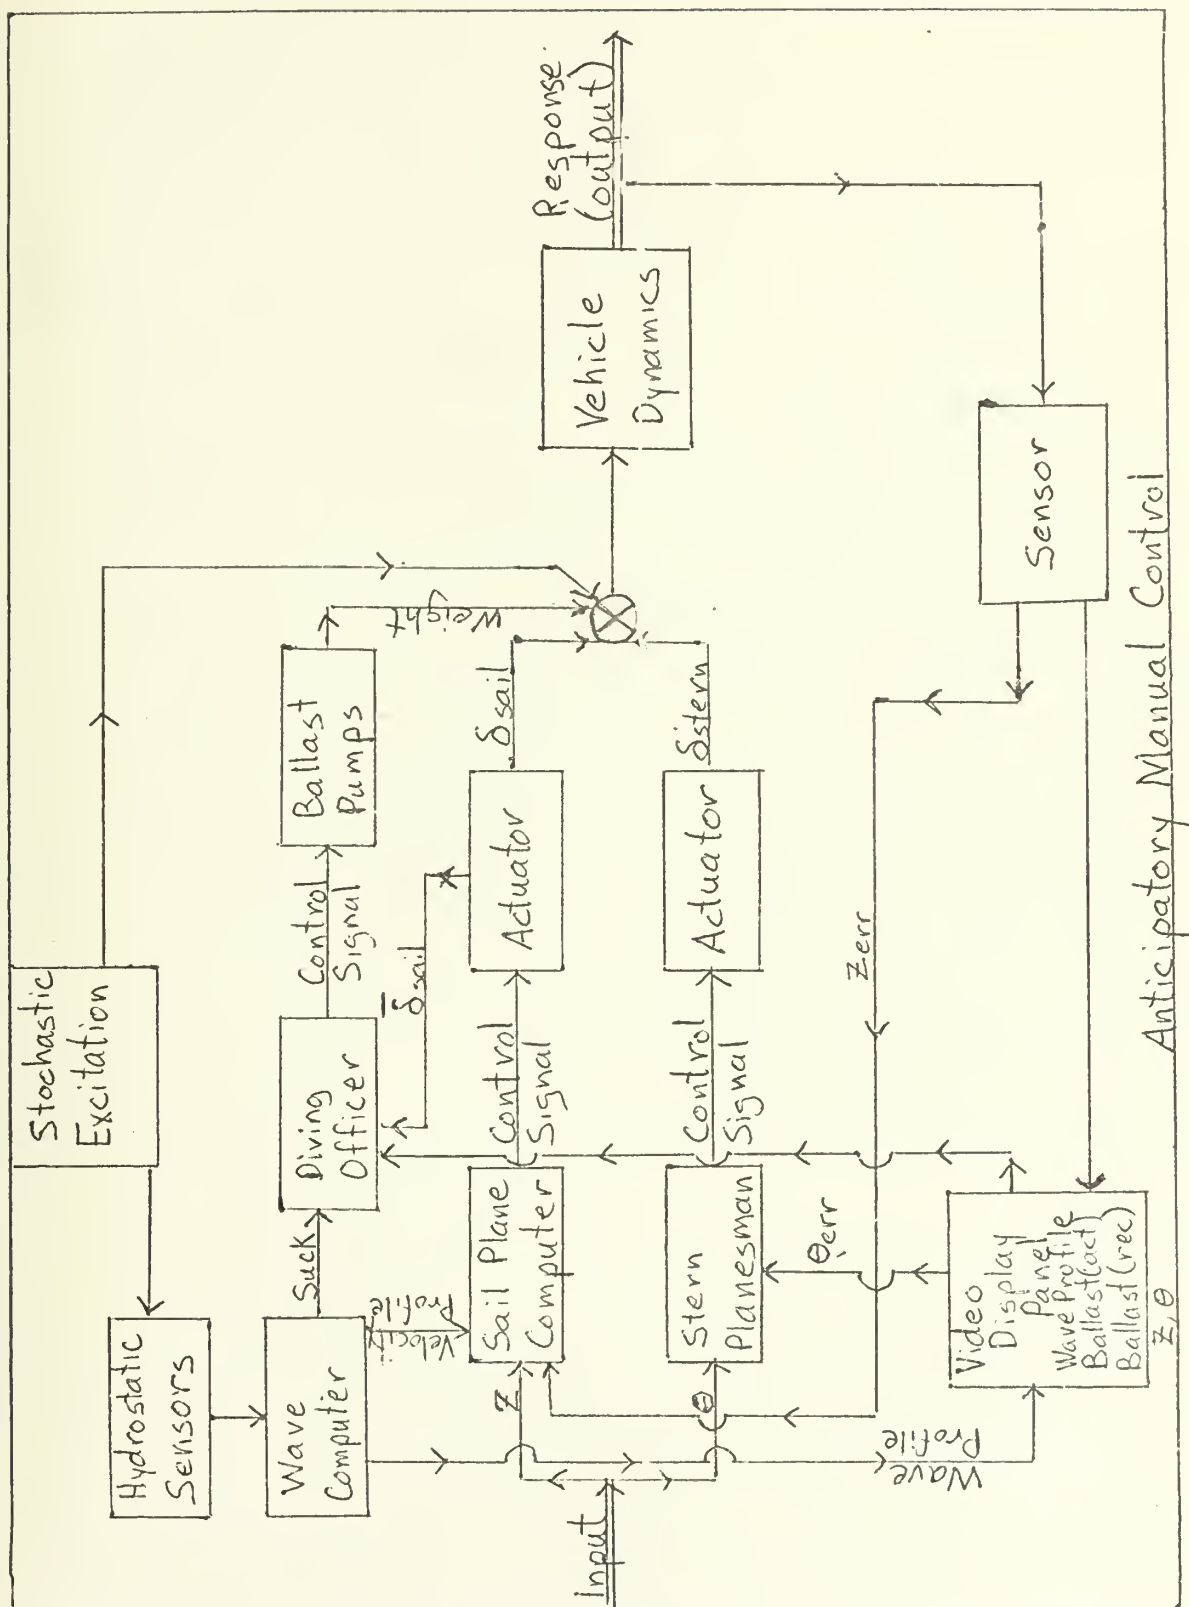 Stochastic
Excitation
Hydrostatic
Sensors
Wave
Computer
Suck
Diving
Officer
Control
Signal
Ballast
Pumps
Weight
Velocity
Profile
δsail
Z
Sail Plane
Computer
Control
Signal
Actuator
δsail
Input
θ
Stern
Planesman
Control
Signal
Actuator
δstern
Vehicle
Dynamics
Response
(output)
Wave
Profile
θerr
Zerr
Video
Display
Panel
Wave Profile
Ballast(act)
Ballast(rec)
Z, θ
Sensor
Anticipatory Manual Control